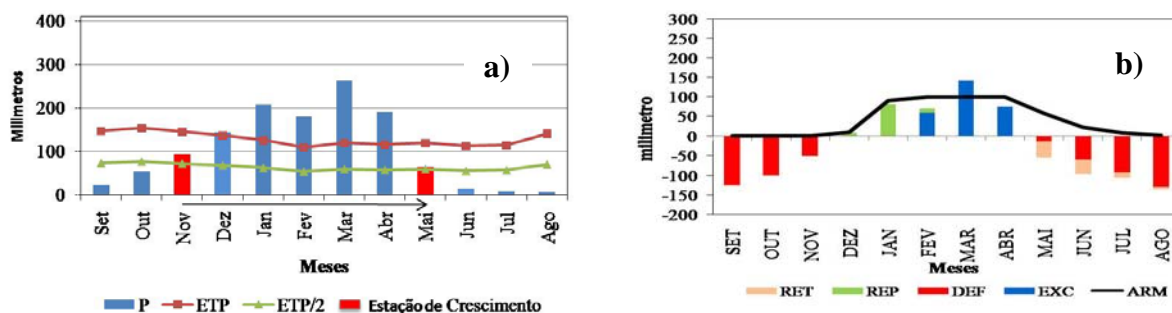 a)
400
300
200
100
0
Milímetros
Set Out Nov Dez Jan Fev Mar Abr Mai Jun Jul Ago
Meses
P ETP ETP/2 Estação de Crescimento
b)
300
250
200
150
100
50
0
-50
-100
-150
-200
milímetro
SET OUT NOV DEZ JAN FEV MAR ABR MAI JUN JUL AGO
Meses
RET REP DEF EXC ARM